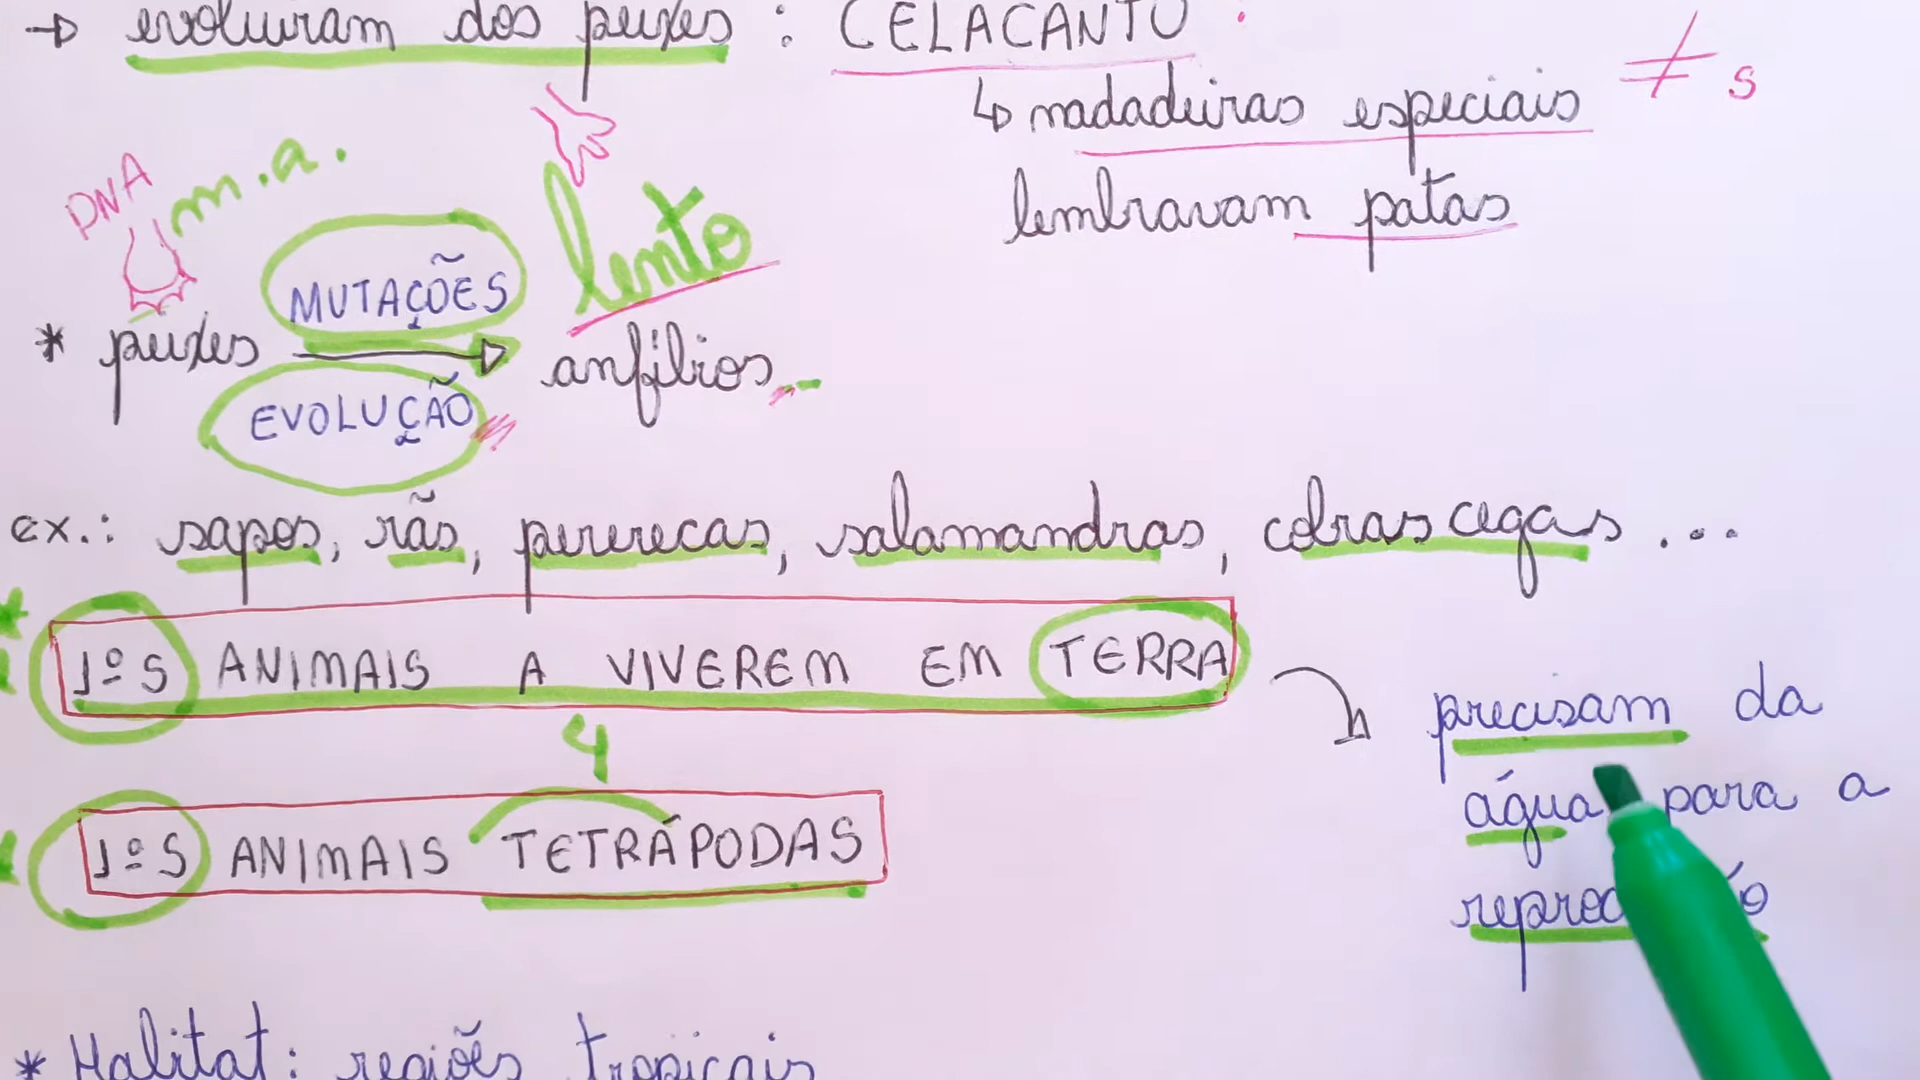 → evoluiram dos peixes : CELACANTO
↳ nadadeiras especiais ≠ s
lembravam patas
DNA m.a.
MUTAÇÕES lento
* peixes → anfíbios
EVOLUÇÃO
ex.: sapos, rãs, pererecas, salamandras, cobras cegas ...
1ºS ANIMAIS A VIVEREM EM TERRA
precisam da
água para a
4
1ºS ANIMAIS TETRÁPODAS
* Habitat: regiões tropicais